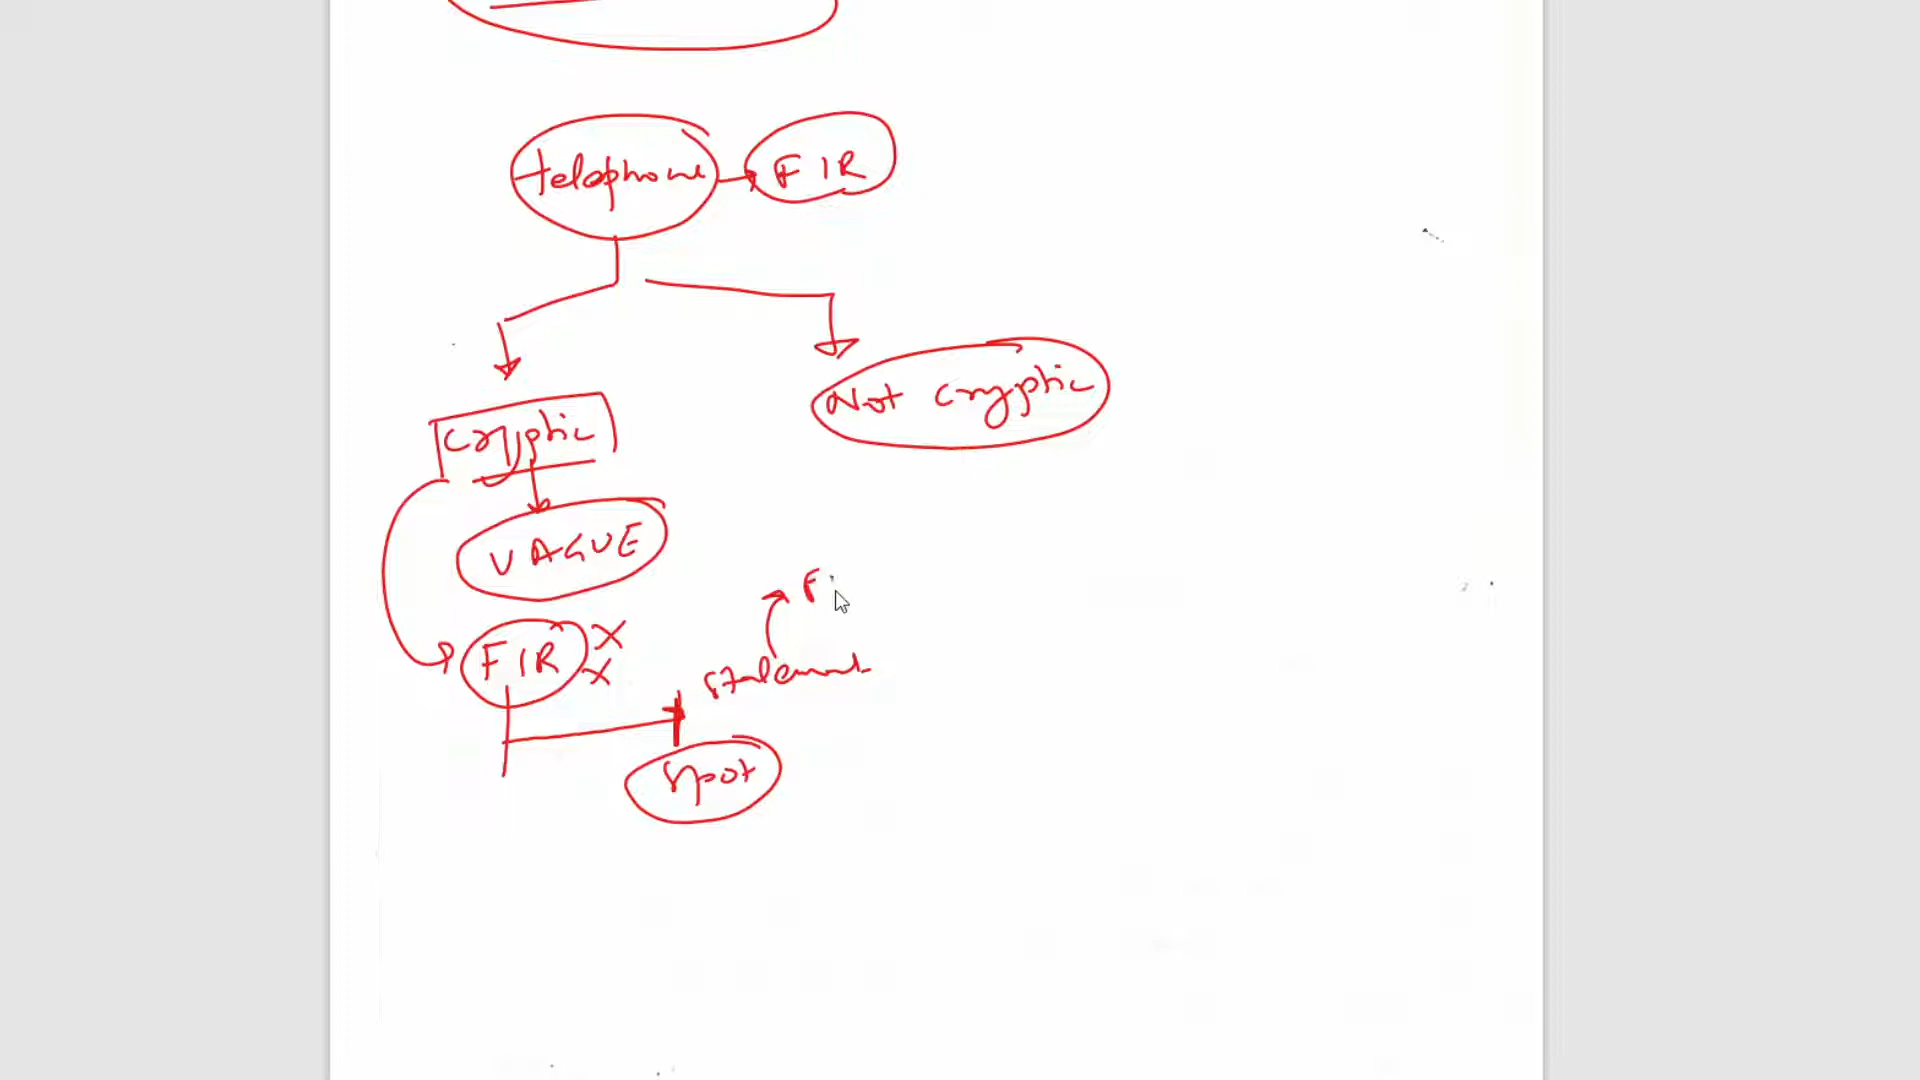 telephone FIR
cryptic Not cryptic
VAGUE
F
FIR X
X
statement
spot